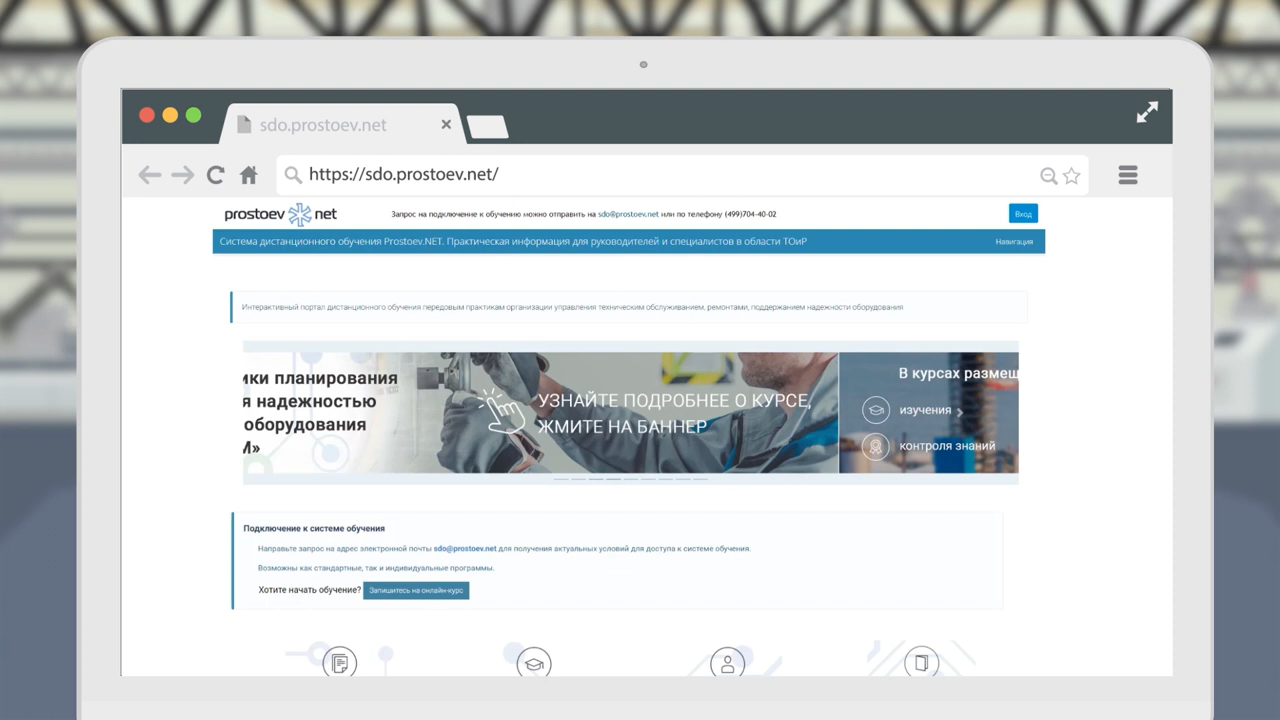 sdo.prostoev.net
https://sdo.prostoev.net/
prostoev net
Запрос на подключение к обучению можно отправить на sdo@prostoev.net или по телефону (499)704-40-02
Вход
Система дистанционного обучения Prostoev.NET. Практическая информация для руководителей и специалистов в области ТОиР
Навигация
Интерактивный портал дистанционного обучения передовым практикам организации управления техническим обслуживанием, ремонтами, поддержанием надежности оборудования
ики планирования
я надежностью
оборудования
М»
УЗНАЙТЕ ПОДРОБНЕЕ О КУРСЕ,
ЖМИТЕ НА БАННЕР
В курсах размещ
изучения
контроля знаний
Подключение к системе обучения
Направьте запрос на адрес электронной почты sdo@prostoev.net для получения актуальных условий для доступа к системе обучения.
Возможны как стандартные, так и индивидуальные программы.
Хотите начать обучение? Запишитесь на онлайн-курс